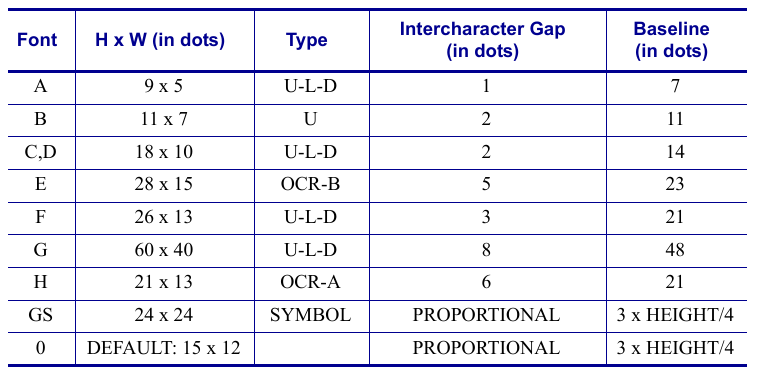 Font H x W (in dots) Type Intercharacter Gap (in dots) Baseline (in dots)
A 9 x 5 U-L-D 1 7
B 11 x 7 U 2 11
C,D 18 x 10 U-L-D 2 14
E 28 x 15 OCR-B 5 23
F 26 x 13 U-L-D 3 21
G 60 x 40 U-L-D 8 48
H 21 x 13 OCR-A 6 21
GS 24 x 24 SYMBOL PROPORTIONAL 3 x HEIGHT/4
0 DEFAULT: 15 x 12 PROPORTIONAL 3 x HEIGHT/4